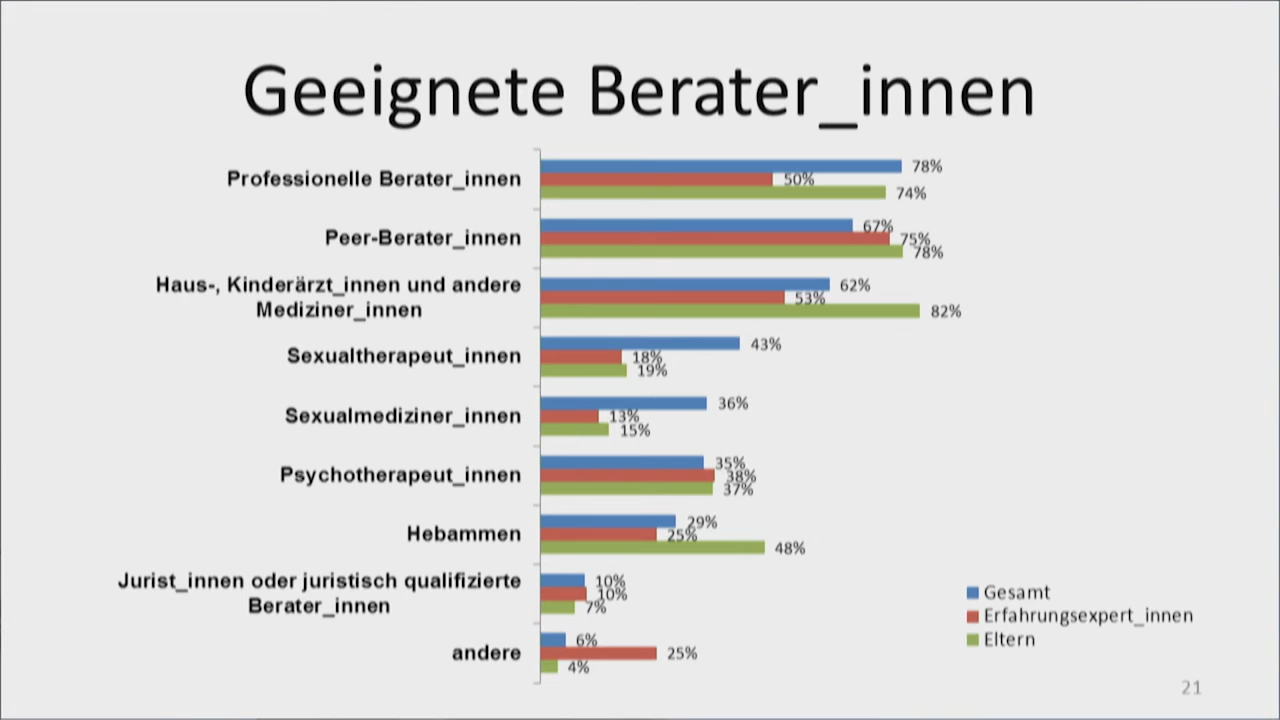 Geeignete Berater_innen
Professionelle Berater_innen
78%
50%
74%
Peer-Berater_innen
67%
75%
78%
Haus-, Kinderärzt_innen und andere
Mediziner_innen
62%
53%
82%
Sexualtherapeut_innen
43%
18%
19%
Sexualmediziner_innen
36%
13%
15%
Psychotherapeut_innen
35%
38%
37%
Hebammen
29%
25%
48%
Jurist_innen oder juristisch qualifizierte
Berater_innen
10%
10%
7%
andere
6%
25%
4%
Gesamt
Erfahrungsexpert_innen
Eltern
21